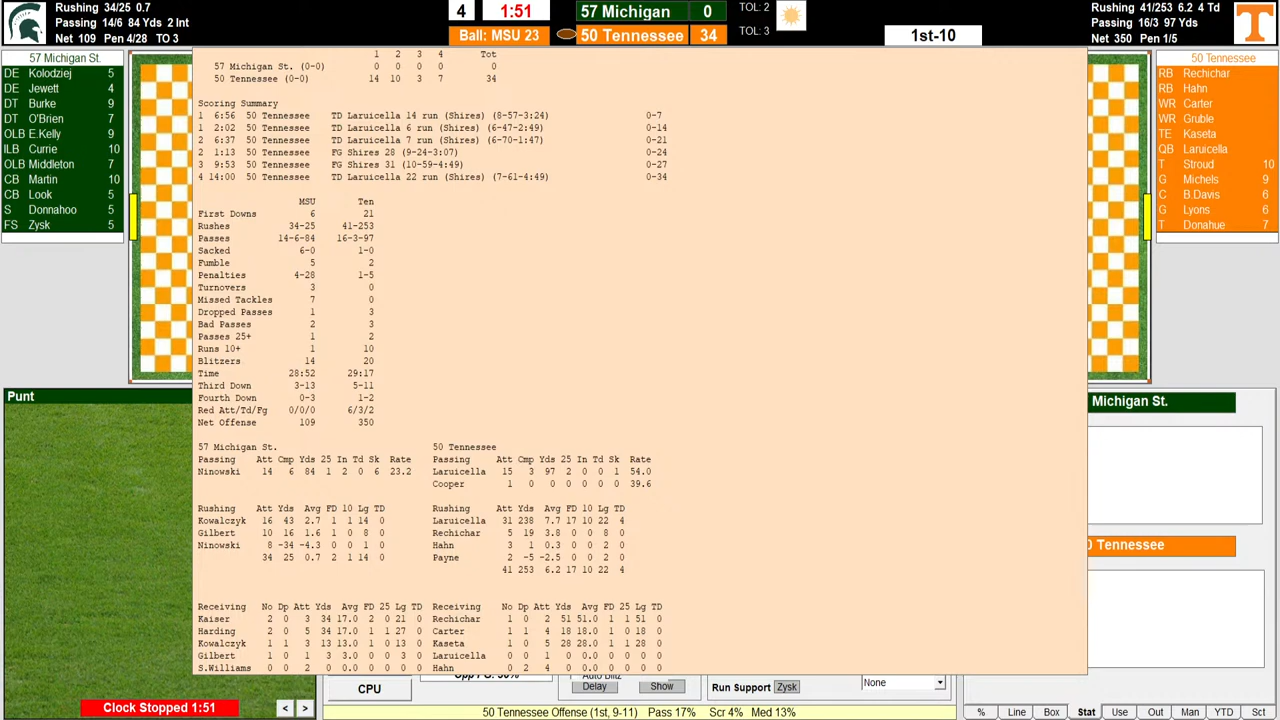 Rushing 34/25 0.7
Passing 14/6 84 Yds 2 Int
Net 109 Pen 4/28 TO 3
4 1:51 57 Michigan 0 TOL: 2
Ball: MSU 23 50 Tennessee 34 TOL: 3
1st-10
Rushing 41/253 6.2 4 Td
Passing 16/3 97 Yds
Net 350 Pen 1/5
57 Michigan St.
DE Kolodziej 5
DE Jewett 4
DT Burke 9
DT O'Brien 7
OLB E.Kelly 9
ILB Currie 10
OLB Middleton 7
CB Martin 10
CB Look 5
S Donnahoo 5
FS Zysk 5
50 Tennessee
RB Rechichar
RB Hahn
WR Carter
WR Gruble
TE Kaseta
QB Laruicella
T Stroud 10
G Michels 9
C B.Davis 6
G Lyons 6
T Donahue 7
1 2 3 4 Tot
57 Michigan St. (0-0) 0 0 0 0 0
50 Tennessee (0-0) 14 10 3 7 34
Scoring Summary
1 6:56 50 Tennessee TD Laruicella 14 run (Shires) (8-57-3:24) 0-7
1 2:02 50 Tennessee TD Laruicella 6 run (Shires) (6-47-2:49) 0-14
2 6:37 50 Tennessee TD Laruicella 7 run (Shires) (6-70-1:47) 0-21
2 1:13 50 Tennessee FG Shires 28 (9-24-3:07) 0-24
3 9:53 50 Tennessee FG Shires 31 (10-59-4:49) 0-27
4 14:00 50 Tennessee TD Laruicella 22 run (Shires) (7-61-4:49) 0-34
MSU Ten
First Downs 6 21
Rushes 34-25 41-253
Passes 14-6-84 16-3-97
Sacked 6-0 1-0
Fumble 5 2
Penalties 4-28 1-5
Turnovers 3 0
Missed Tackles 7 0
Dropped Passes 1 3
Bad Passes 2 3
Passes 25+ 1 2
Runs 10+ 1 10
Blitzers 14 20
Time 28:52 29:17
Third Down 3-13 5-11
Fourth Down 0-3 1-2
Red Att/Td/Fg 0/0/0 6/3/2
Net Offense 109 350
57 Michigan St. 50 Tennessee
Passing Att Cmp Yds 25 In Td Sk Rate Passing Att Cmp Yds 25 In Td Sk Rate
Ninowski 14 6 84 1 2 0 6 23.2 Laruicella 15 3 97 2 0 0 1 54.0
Cooper 1 0 0 0 0 0 0 39.6
Rushing Att Yds Avg FD 10 Lg TD Rushing Att Yds Avg FD 10 Lg TD
Kowalczyk 16 43 2.7 1 1 14 0 Laruicella 31 238 7.7 17 10 22 4
Gilbert 10 16 1.6 1 0 8 0 Rechichar 5 19 3.8 0 0 8 0
Ninowski 8 -34 -4.3 0 0 1 0 Hahn 3 1 0.3 0 0 2 0
34 25 0.7 2 1 14 0 Payne 2 -5 -2.5 0 0 2 0
41 253 6.2 17 10 22 4
Receiving No Dp Att Yds Avg FD 25 Lg TD Receiving No Dp Att Yds Avg FD 25 Lg TD
Kaiser 2 0 3 34 17.0 2 0 21 0 Rechichar 1 0 2 51 51.0 1 1 51 0
Harding 2 0 5 34 17.0 1 1 27 0 Carter 1 1 4 18 18.0 1 0 18 0
Kowalczyk 1 1 3 13 13.0 1 0 13 0 Kaseta 1 0 5 28 28.0 1 1 28 0
Gilbert 1 0 1 3 3.0 0 0 3 0 Laruicella 0 0 1 0 0.0 0 0 0 0
S.Williams 0 0 2 0 0.0 0 0 0 0 Hahn 0 2 4 0 0.0 0 0 0 0
Punt
Michigan St.
0 Tennessee
CPU
Auto Blitz
Delay Show
Run Support Zysk
None
Clock Stopped 1:51 < >
50 Tennessee Offense (1st, 9-11) Pass 17% Scr 4% Med 13%
% Line Box Stat Use Out Man YTD Sct